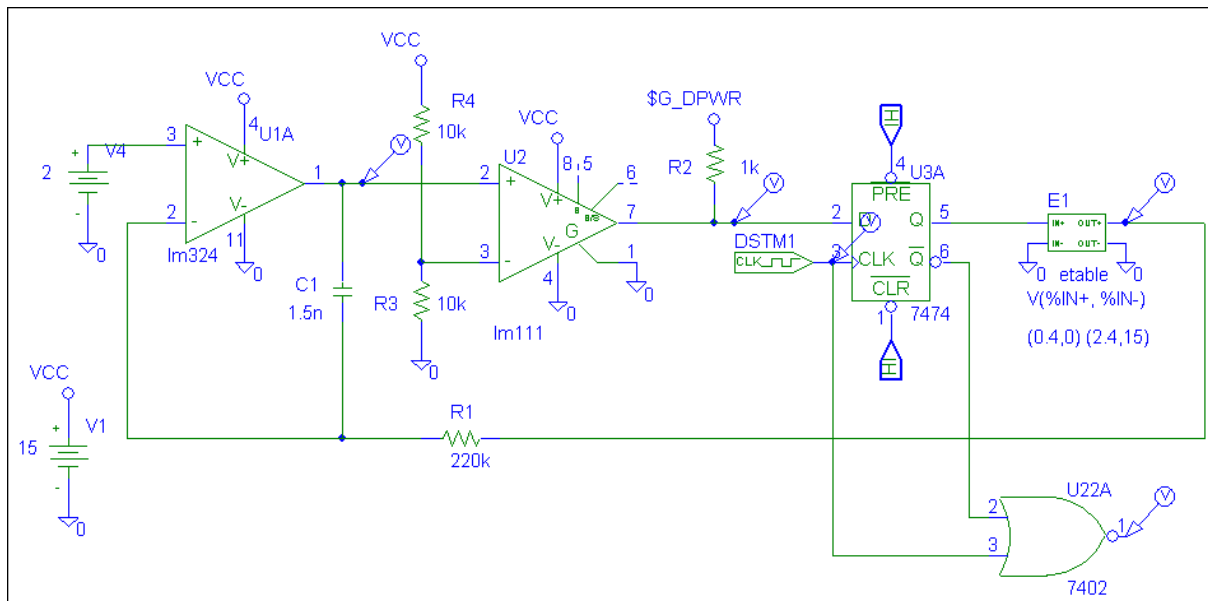 VCC
4
U1A
3
+
V+
V4
+
2
-
1
2
-
V-
11
0
lm324
0
VCC
R4
10k
V
VCC
U2
8
5
6
2
+
V+
B
B/S
7
G
3
-
V-
1
4
0
0
lm111
C1
1.5n
R3
10k
0
$G_DPWR
R2
1k
V
H
4
U3A
PRE
2
D
Q
5
V
DSTM1
CLK
3
CLK
Q
6
CLR
1
7474
H
E1
IN+
OUT+
IN-
OUT-
V
0
0
etable
V(%IN+, %IN-)
(0.4,0) (2.4,15)
VCC
+
V1
15
-
0
R1
220k
U22A
2
3
1
V
7402